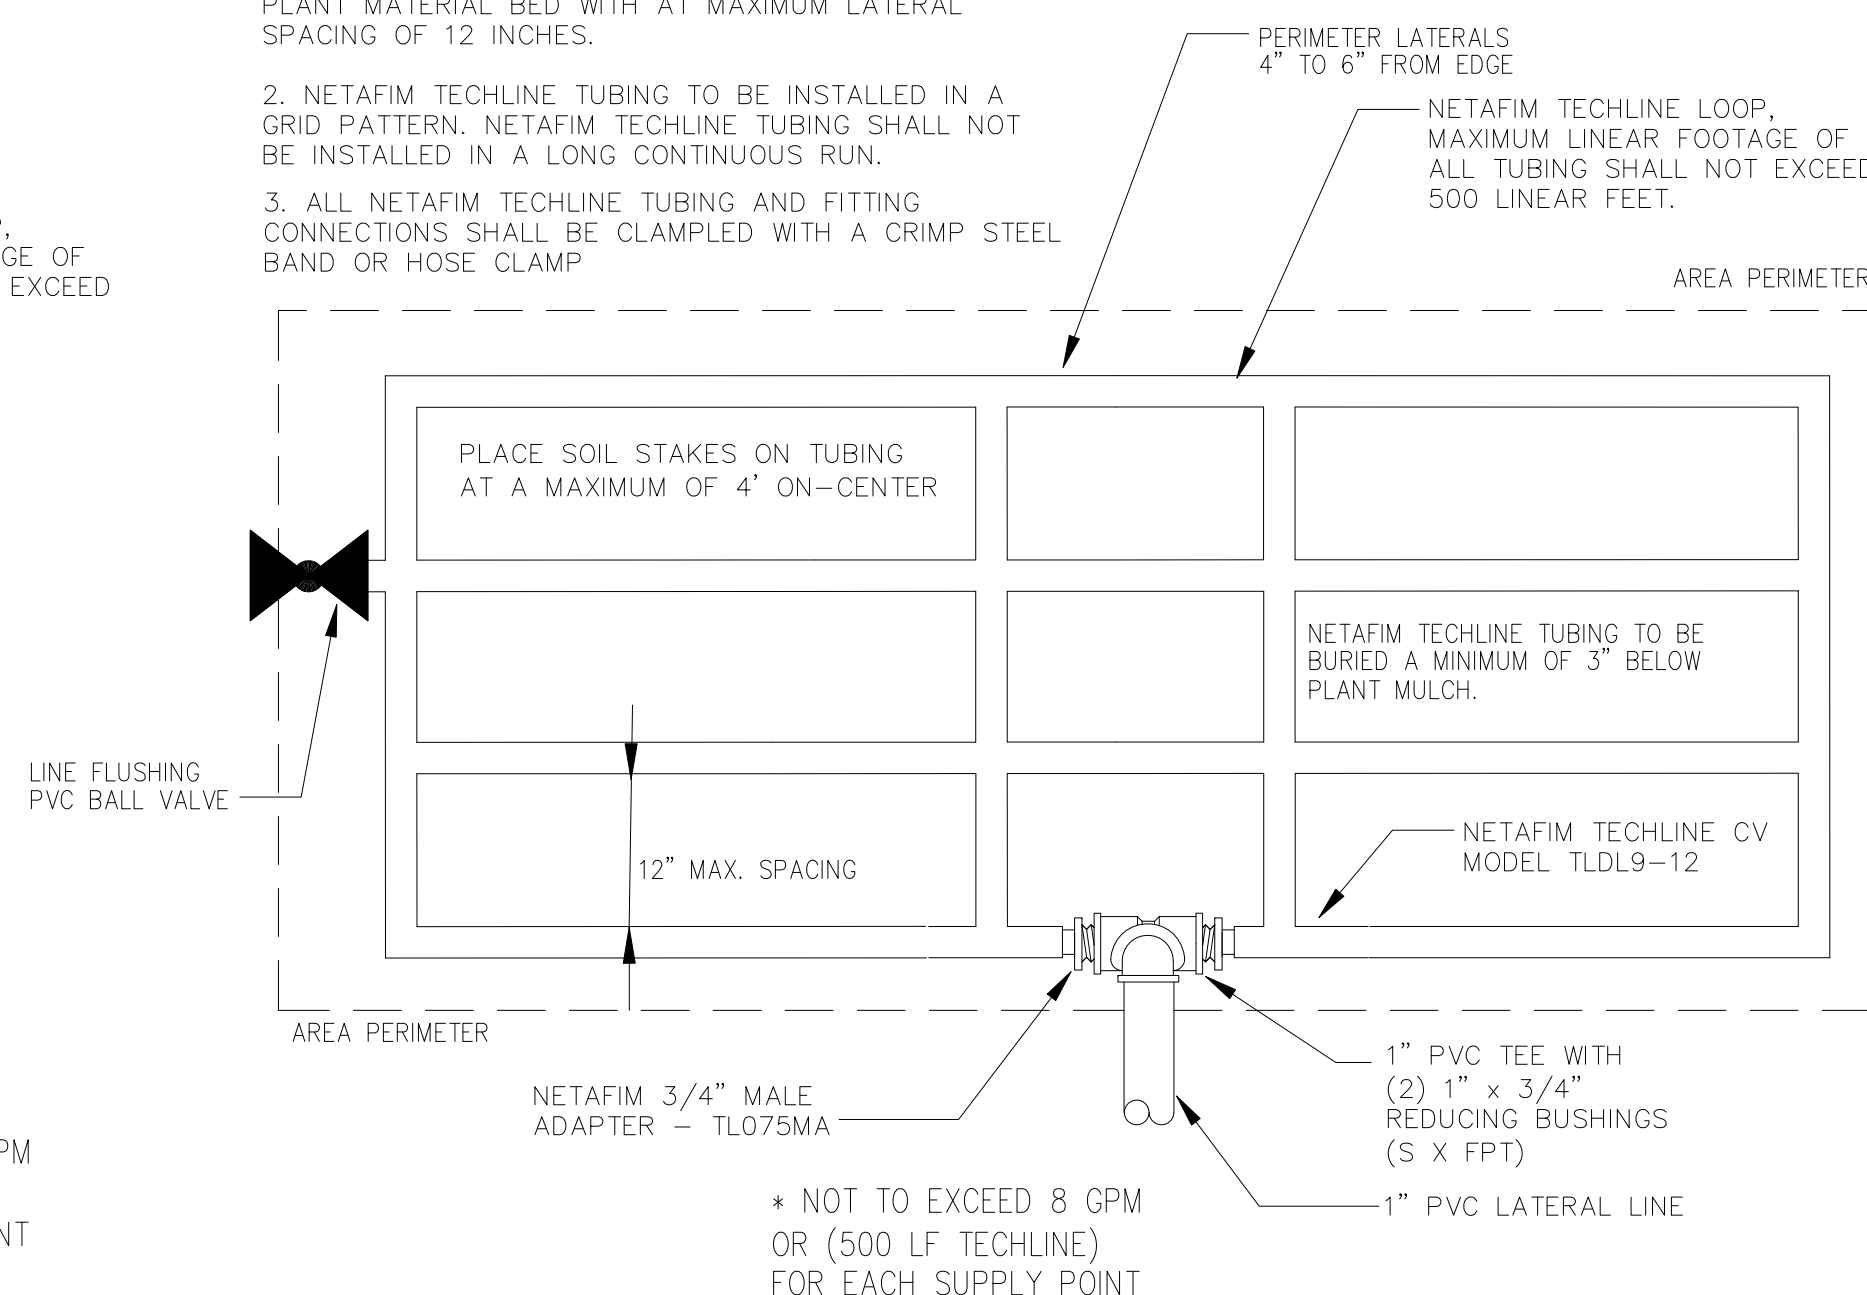 PLANT MATERIAL BED WITH AT MAXIMUM LATERAL
SPACING OF 12 INCHES.
2. NETAFIM TECHLINE TUBING TO BE INSTALLED IN A
GRID PATTERN. NETAFIM TECHLINE TUBING SHALL NOT
BE INSTALLED IN A LONG CONTINUOUS RUN.
3. ALL NETAFIM TECHLINE TUBING AND FITTING
CONNECTIONS SHALL BE CLAMPLED WITH A CRIMP STEEL
BAND OR HOSE CLAMP
PERIMETER LATERALS
4" TO 6" FROM EDGE
NETAFIM TECHLINE LOOP,
MAXIMUM LINEAR FOOTAGE OF
ALL TUBING SHALL NOT EXCEED
500 LINEAR FEET.
GE OF
EXCEED
AREA PERIMETER
PLACE SOIL STAKES ON TUBING
AT A MAXIMUM OF 4' ON-CENTER
NETAFIM TECHLINE TUBING TO BE
BURIED A MINIMUM OF 3" BELOW
PLANT MULCH.
LINE FLUSHING
PVC BALL VALVE
12" MAX. SPACING
NETAFIM TECHLINE CV
MODEL TLDL9-12
AREA PERIMETER
NETAFIM 3/4" MALE
ADAPTER - TL075MA
1" PVC TEE WITH
(2) 1" x 3/4"
REDUCING BUSHINGS
(S X FPT)
1" PVC LATERAL LINE
* NOT TO EXCEED 8 GPM
OR (500 LF TECHLINE)
FOR EACH SUPPLY POINT
PM
NT